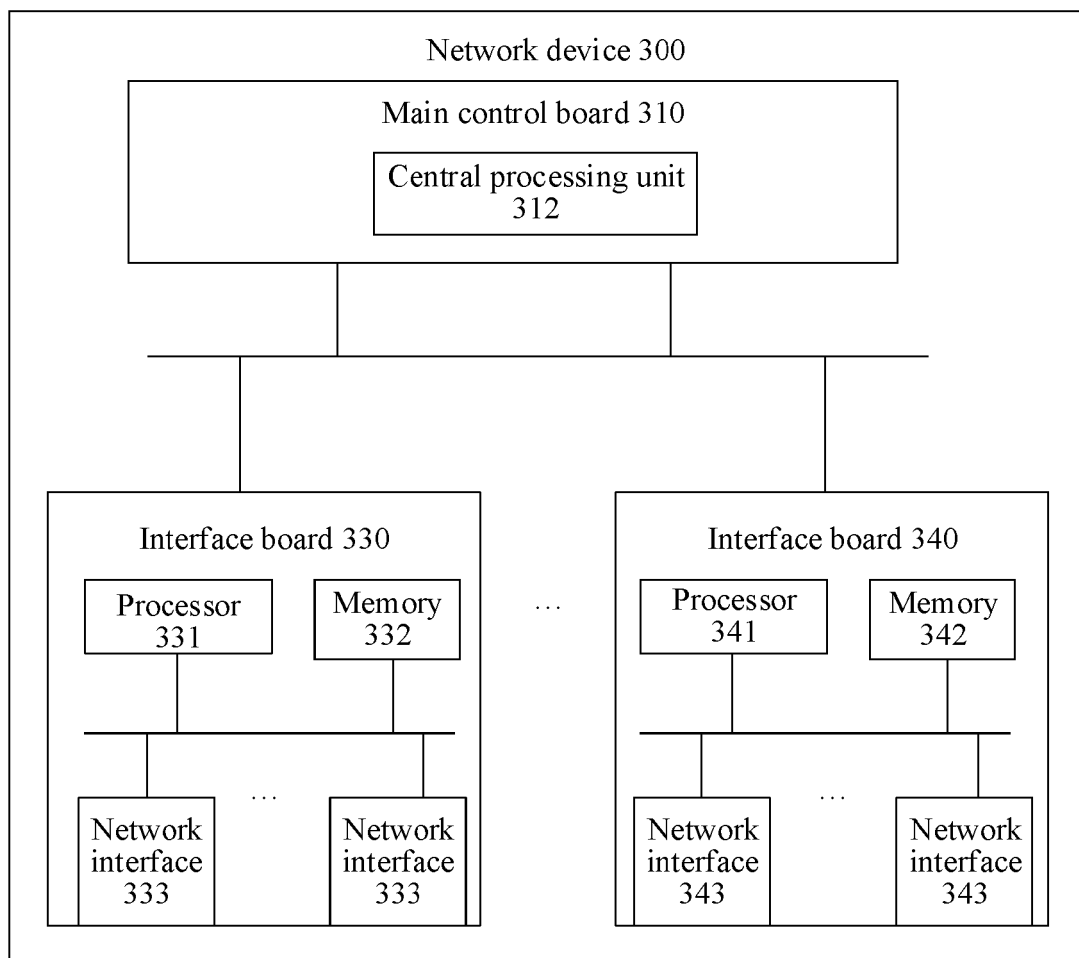 Network device 300
Main control board 310
Central processing unit
312
Interface board 330
Processor
331
Memory
332
...
Network
interface
333
...
Network
interface
333
...
Interface board 340
Processor
341
Memory
342
Network
interface
343
...
Network
interface
343